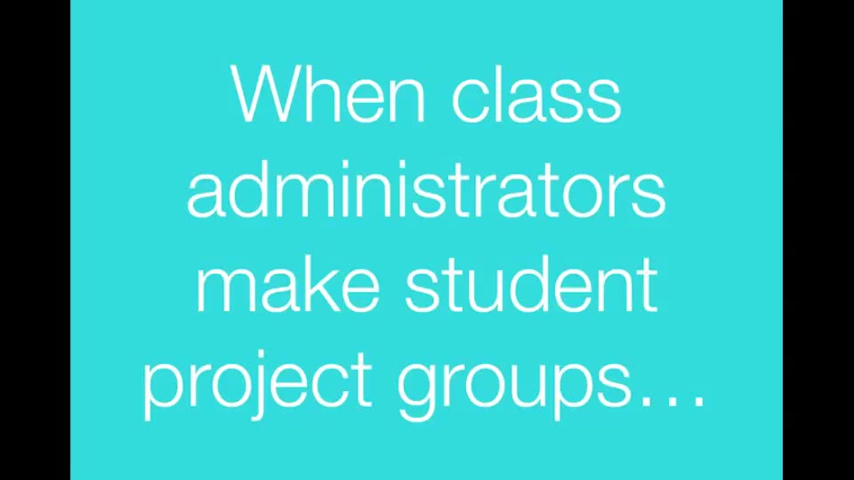 When class
administrators
make student
project groups...